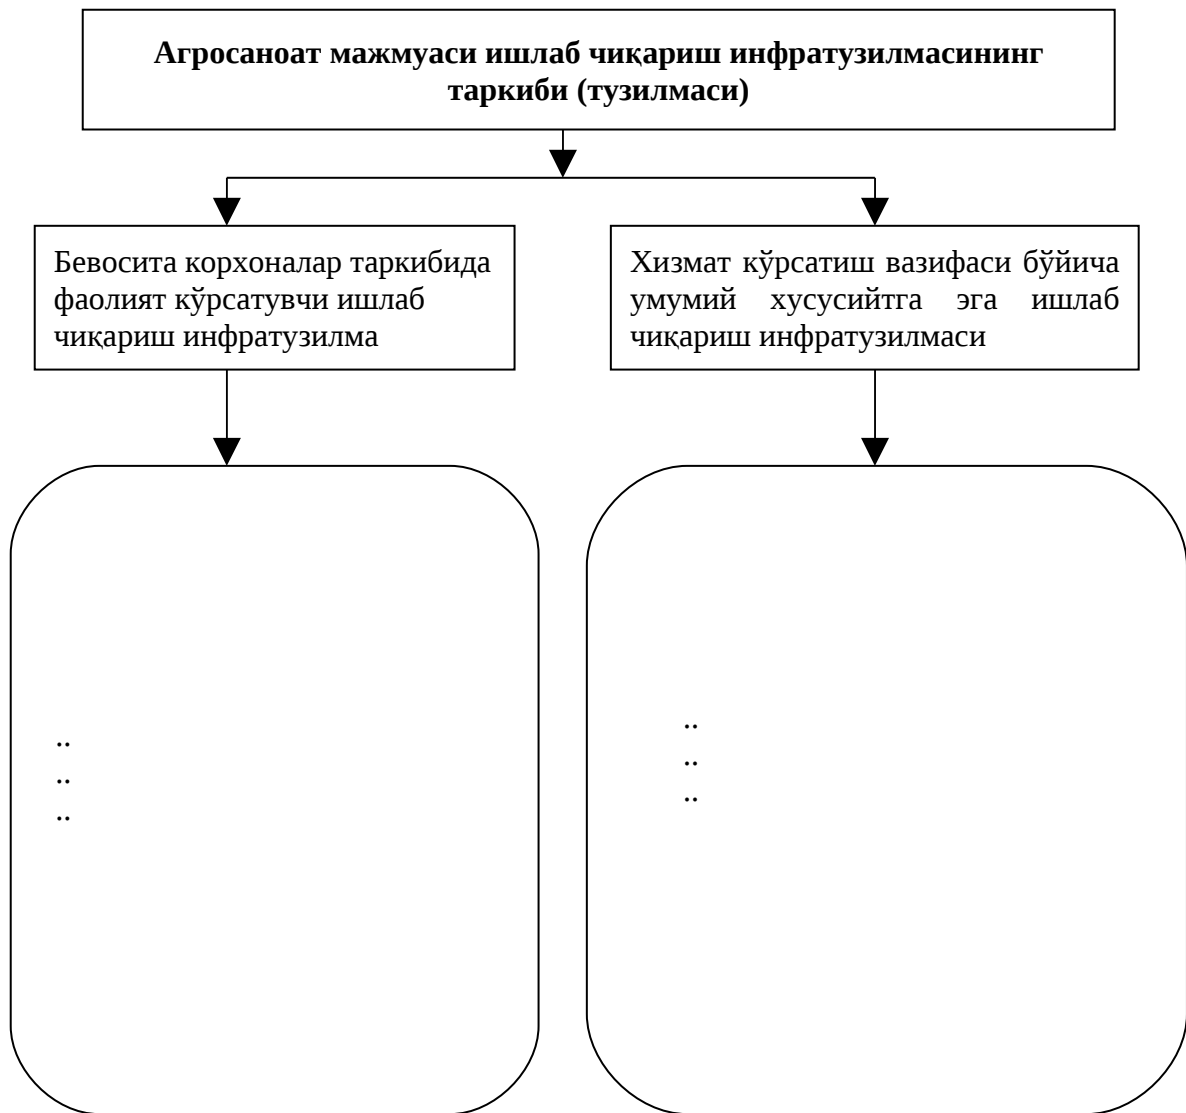 Агросаноат мажмуаси ишлаб чиқариш инфратузилмасининг
таркиби (тузилмаси)
Бевосита корхоналар таркибида
фаолият кўрсатувчи ишлаб
чиқариш инфратузилма
Хизмат кўрсатиш вазифаси бўйича
умумий хусусийтга эга ишлаб
чиқариш инфратузилмаси
..
..
..
..
..
..